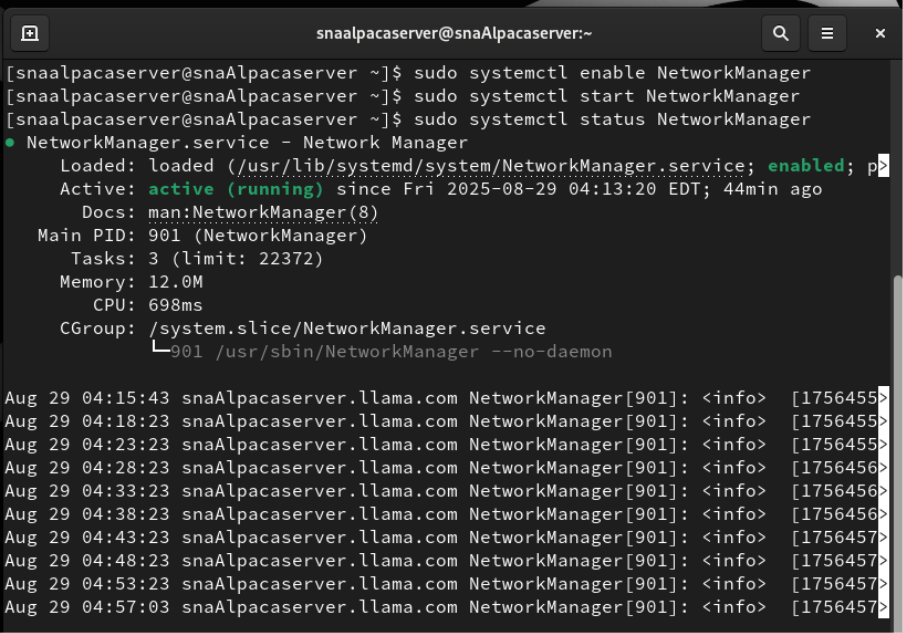 snaalpacaserver@snaAlpacaserver:~
[snaalpacaserver@snaAlpacaserver ~]$ sudo systemctl enable NetworkManager
[snaalpacaserver@snaAlpacaserver ~]$ sudo systemctl start NetworkManager
[snaalpacaserver@snaAlpacaserver ~]$ sudo systemctl status NetworkManager
● NetworkManager.service - Network Manager
     Loaded: loaded (/usr/lib/systemd/system/NetworkManager.service; enabled; p>
     Active: active (running) since Fri 2025-08-29 04:13:20 EDT; 44min ago
       Docs: man:NetworkManager(8)
   Main PID: 901 (NetworkManager)
      Tasks: 3 (limit: 22372)
     Memory: 12.0M
        CPU: 698ms
     CGroup: /system.slice/NetworkManager.service
             └─901 /usr/sbin/NetworkManager --no-daemon
Aug 29 04:15:43 snaAlpacaserver.llama.com NetworkManager[901]: <info>  [1756455>
Aug 29 04:18:23 snaAlpacaserver.llama.com NetworkManager[901]: <info>  [1756455>
Aug 29 04:23:23 snaAlpacaserver.llama.com NetworkManager[901]: <info>  [1756455>
Aug 29 04:28:23 snaAlpacaserver.llama.com NetworkManager[901]: <info>  [1756456>
Aug 29 04:33:23 snaAlpacaserver.llama.com NetworkManager[901]: <info>  [1756456>
Aug 29 04:38:23 snaAlpacaserver.llama.com NetworkManager[901]: <info>  [1756456>
Aug 29 04:43:23 snaAlpacaserver.llama.com NetworkManager[901]: <info>  [1756457>
Aug 29 04:48:23 snaAlpacaserver.llama.com NetworkManager[901]: <info>  [1756457>
Aug 29 04:53:23 snaAlpacaserver.llama.com NetworkManager[901]: <info>  [1756457>
Aug 29 04:57:03 snaAlpacaserver.llama.com NetworkManager[901]: <info>  [1756457>